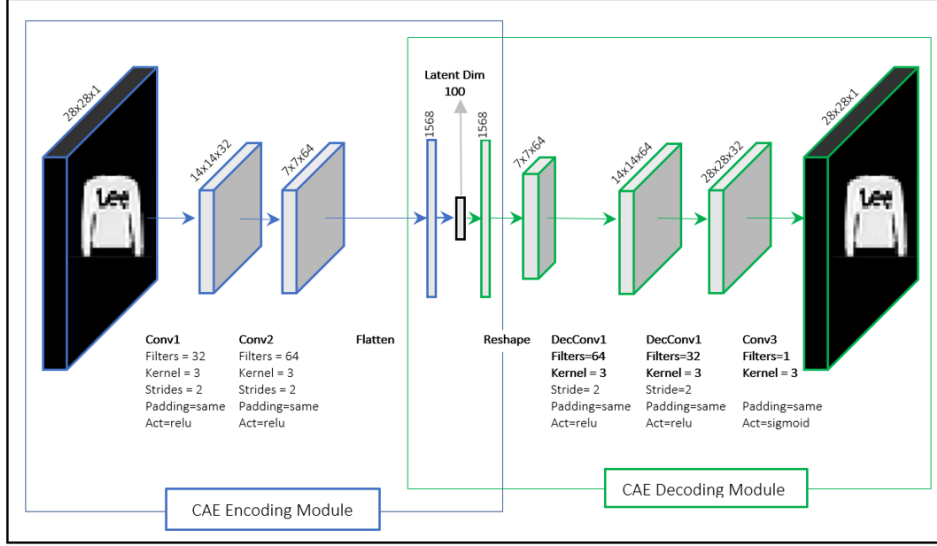 28x28x1
14x14x32
7x7x64
1568
Latent Dim
100
1568
7x7x64
14x14x64
28x28x32
28x28x1
Lee
Lee
Conv1
Filters = 32
Kernel = 3
Strides = 2
Padding=same
Act=relu
Conv2
Filters = 64
Kernel = 3
Strides = 2
Padding=same
Act=relu
Flatten
Reshape
DecConv1
Filters=64
Kernel = 3
Stride= 2
Padding=same
Act=relu
DecConv1
Filters=32
Kernel = 3
Stride=2
Padding=same
Act=relu
Conv3
Filters=1
Kernel = 3
Padding=same
Act=sigmoid
CAE Encoding Module
CAE Decoding Module